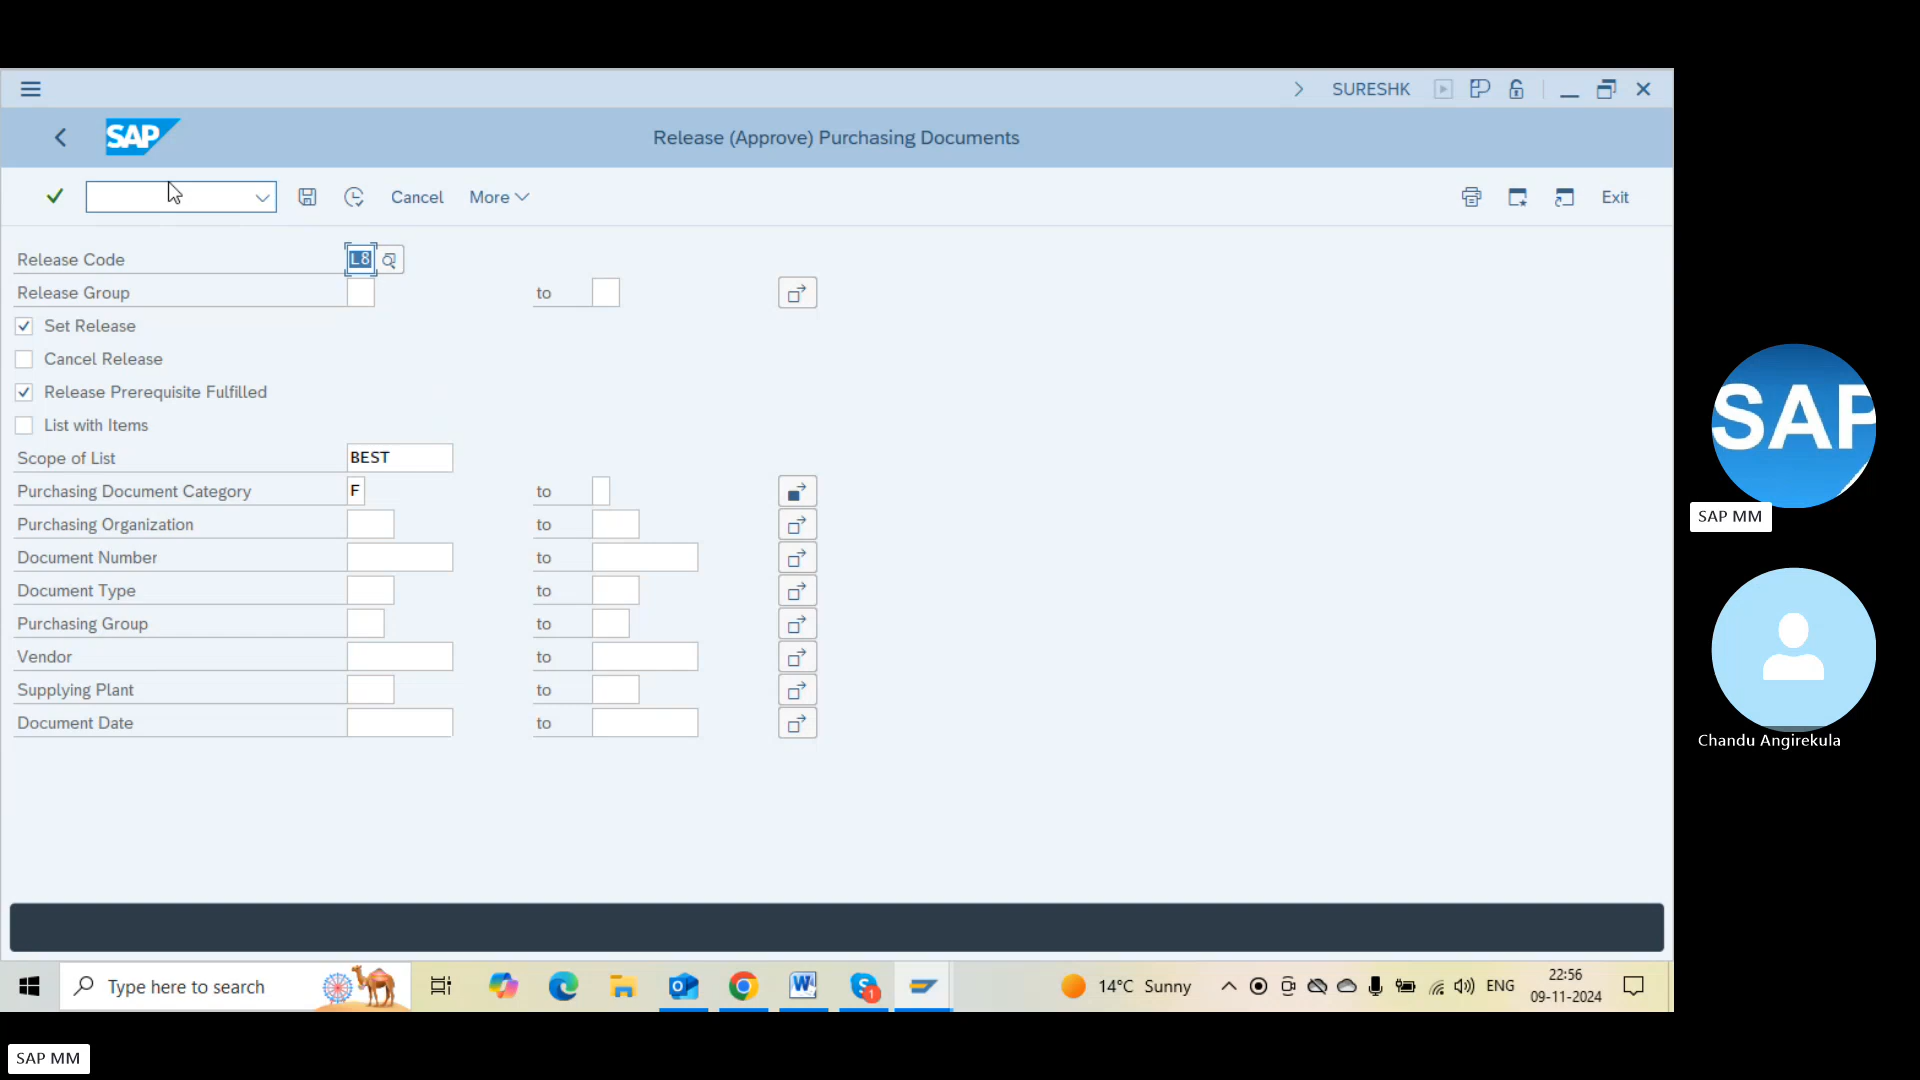 SURESHK
SAP
Release (Approve) Purchasing Documents
Cancel More Exit
Release Code L8
Release Group to
Set Release
Cancel Release
Release Prerequisite Fulfilled
List with Items
Scope of List BEST
Purchasing Document Category F to
Purchasing Organization to
Document Number to
Document Type to
Purchasing Group to
Vendor to
Supplying Plant to
Document Date to
SAP
SAP MM
Chandu Angirekula
Type here to search
14°C Sunny
ENG
22:56
09-11-2024
SAP MM